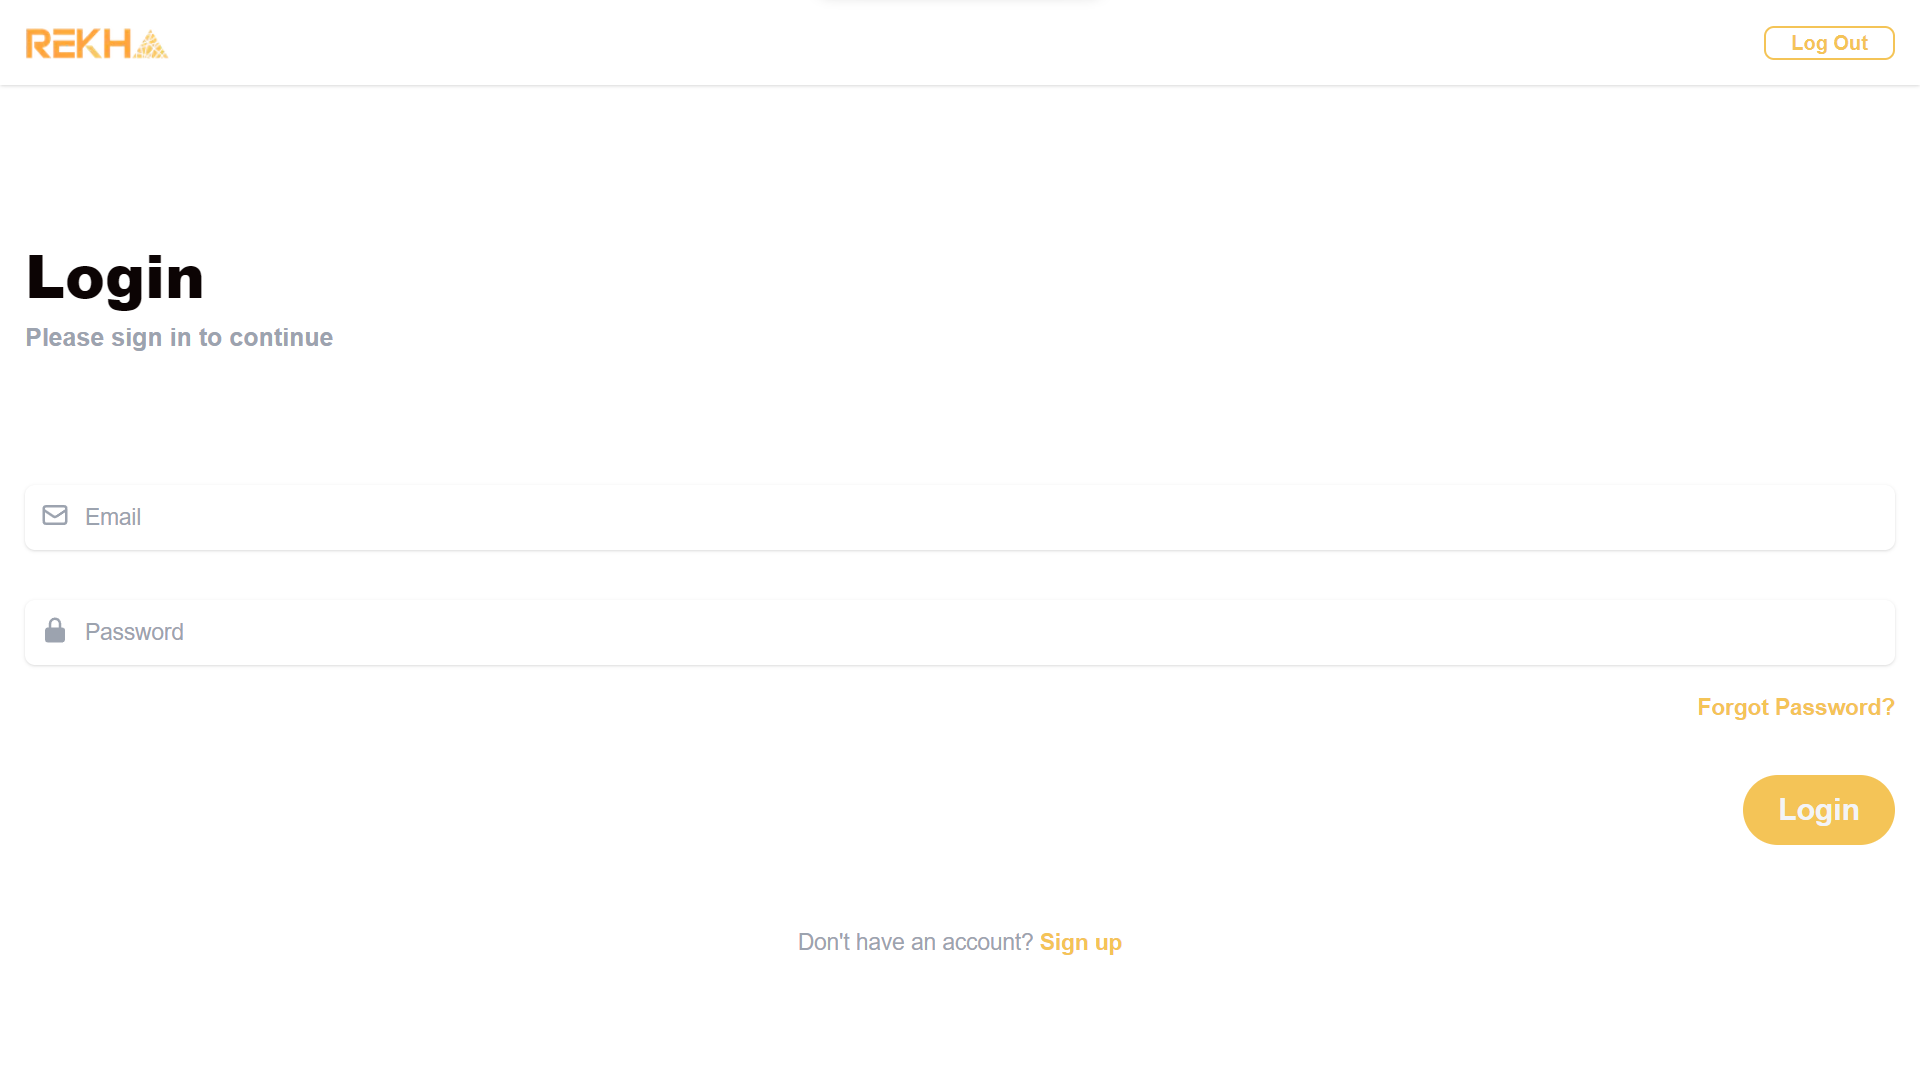 REKHA
Log Out
Login
Please sign in to continue
Email
Password
Forgot Password?
Login
Don't have an account? Sign up